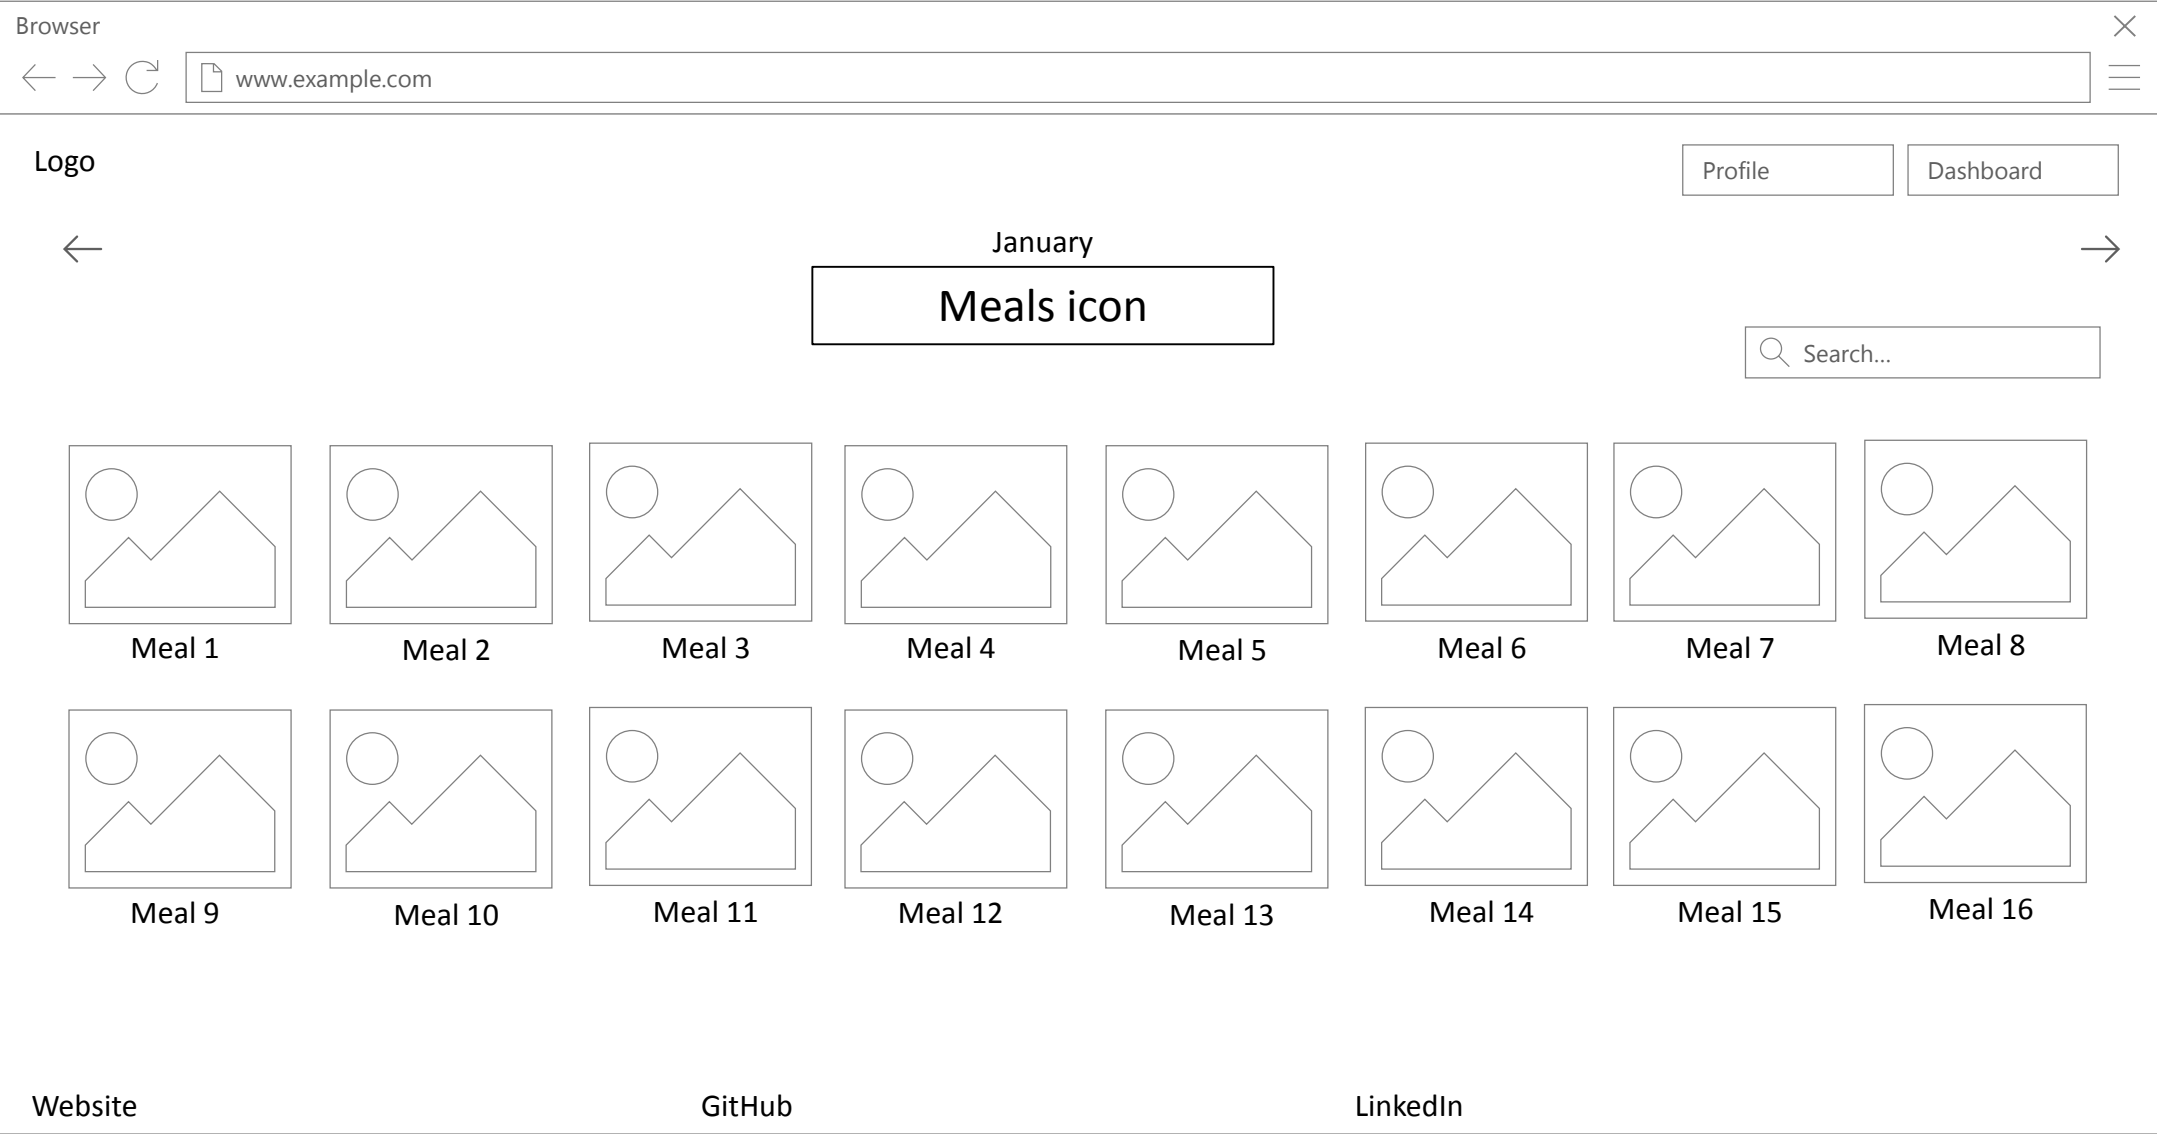 Browser
www.example.com
Logo
Profile
Dashboard
January
Meals icon
Search...
Meal 1
Meal 2
Meal 3
Meal 4
Meal 5
Meal 6
Meal 7
Meal 8
Meal 9
Meal 10
Meal 11
Meal 12
Meal 13
Meal 14
Meal 15
Meal 16
Website
GitHub
LinkedIn